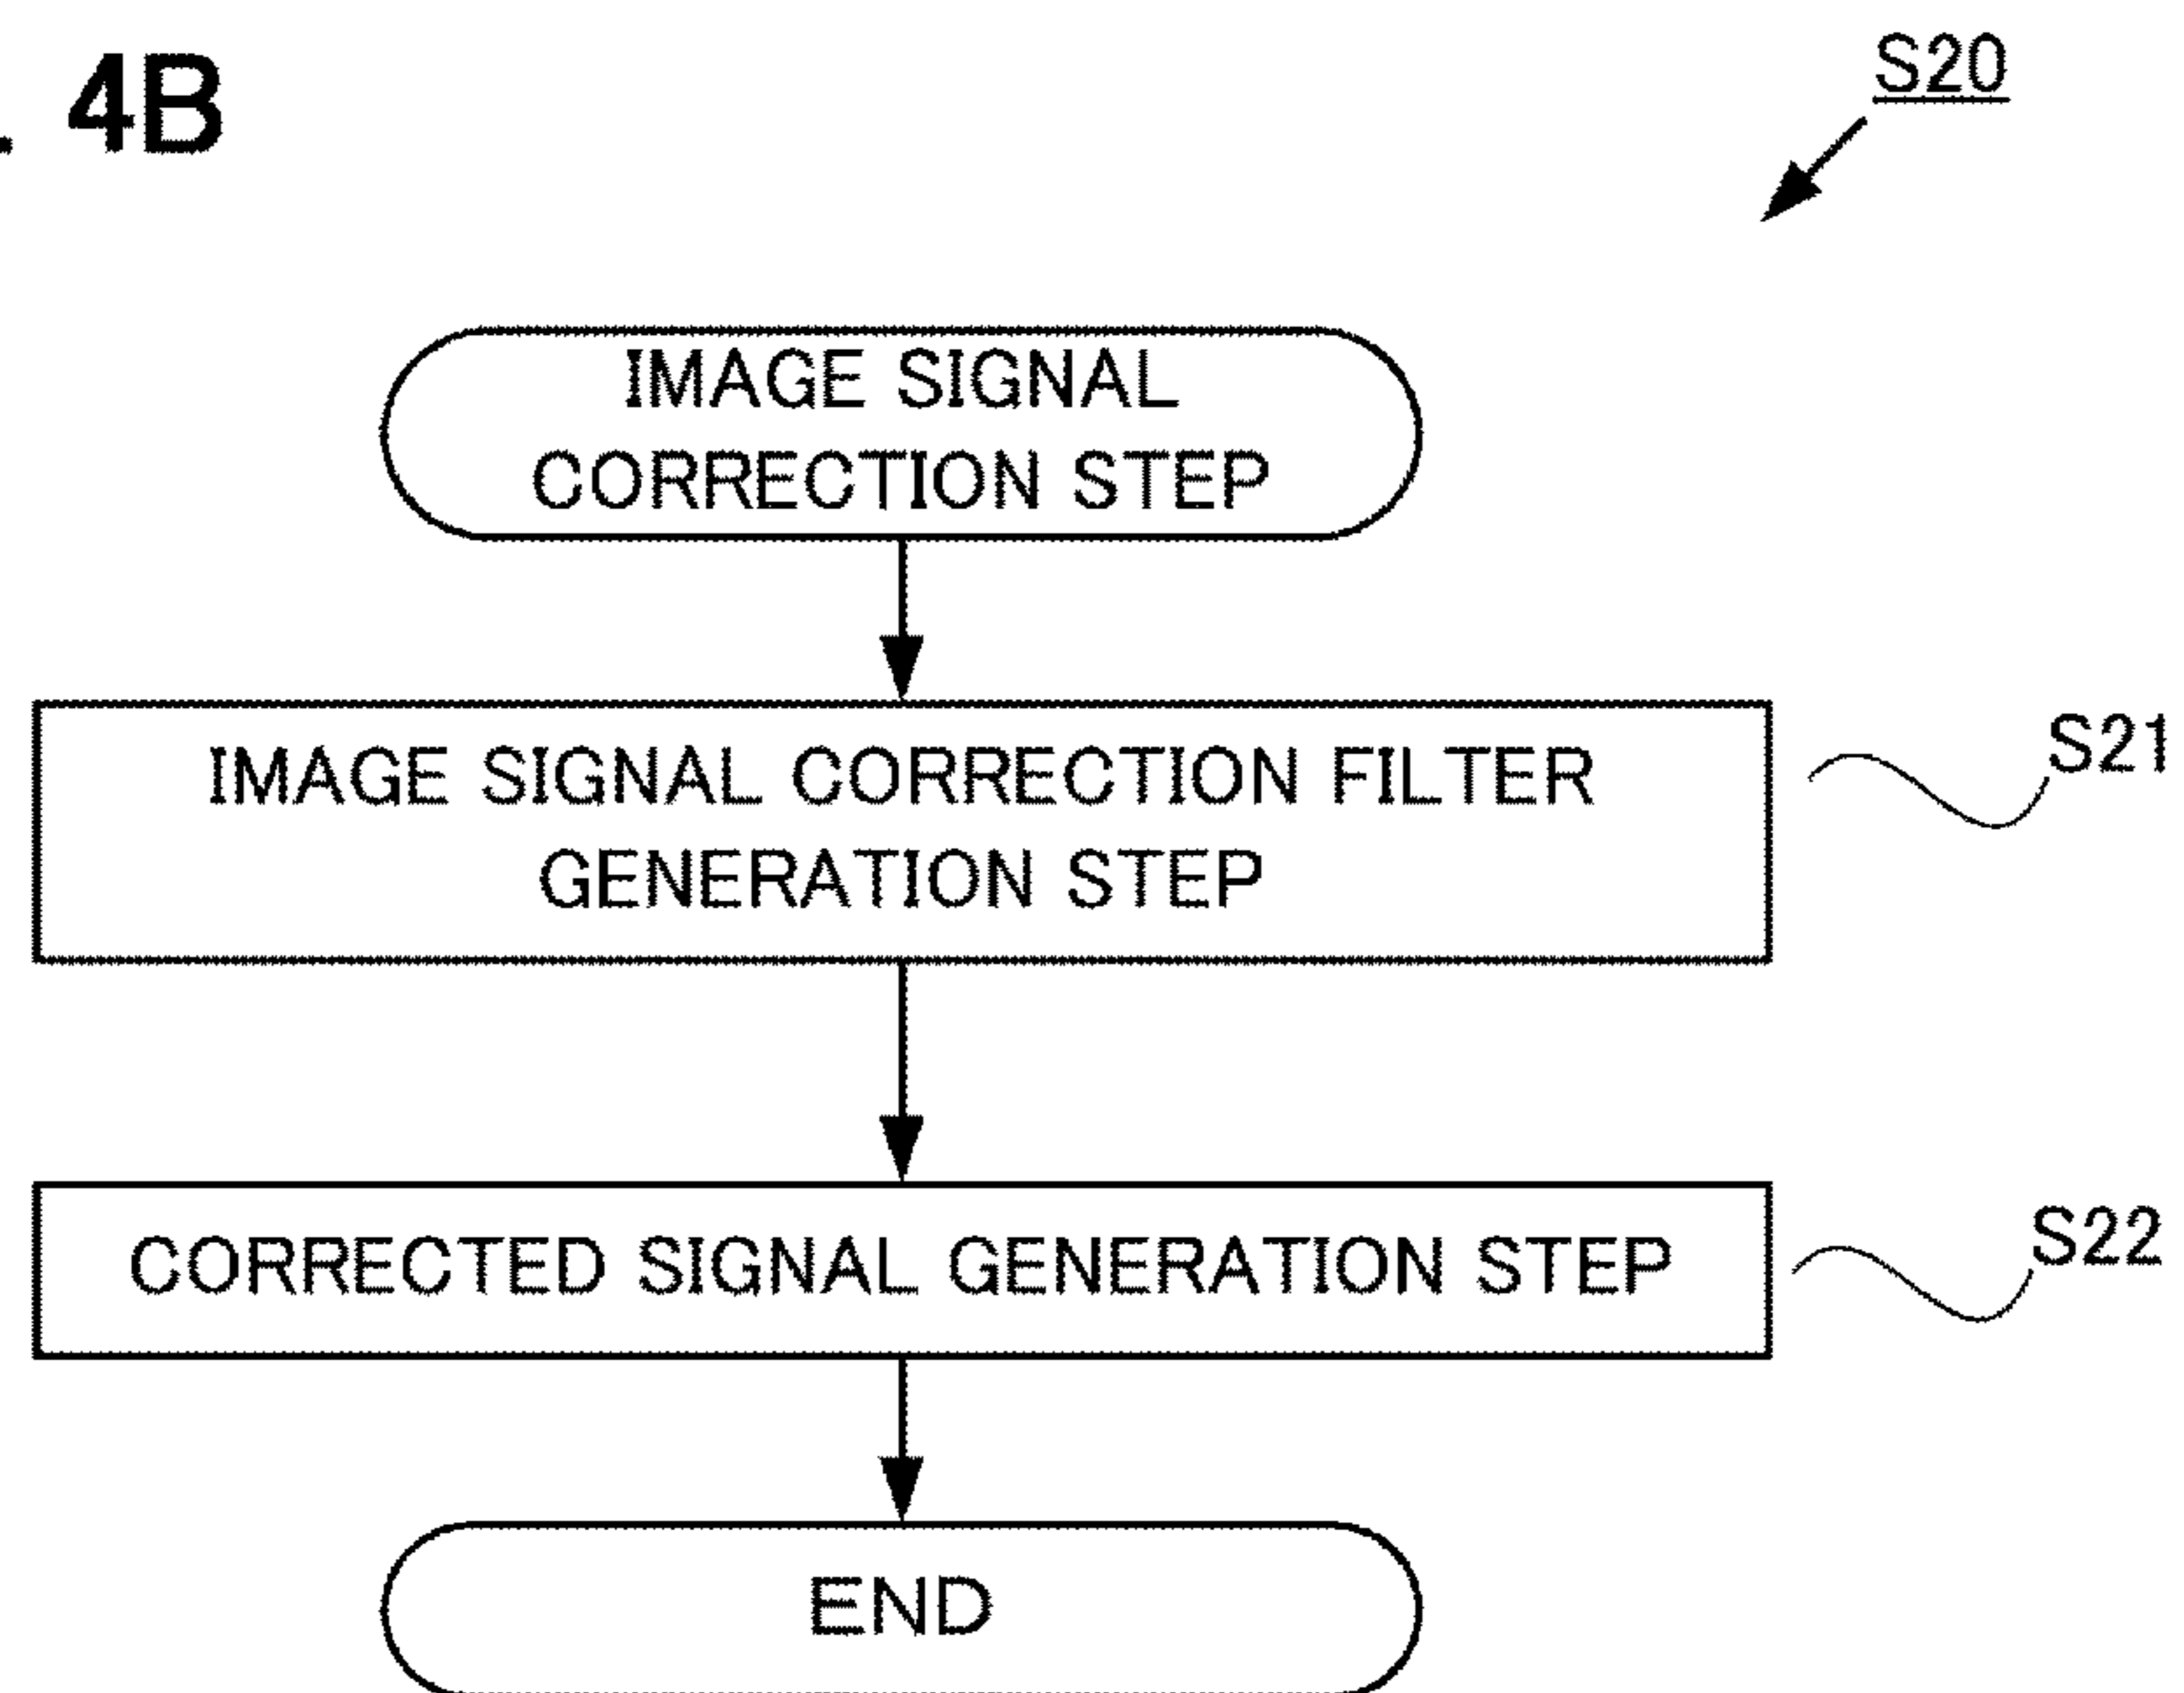 . 4B
S20
IMAGE SIGNAL
CORRECTION STEP
IMAGE SIGNAL CORRECTION FILTER
GENERATION STEP
S21
CORRECTED SIGNAL GENERATION STEP
S22
END